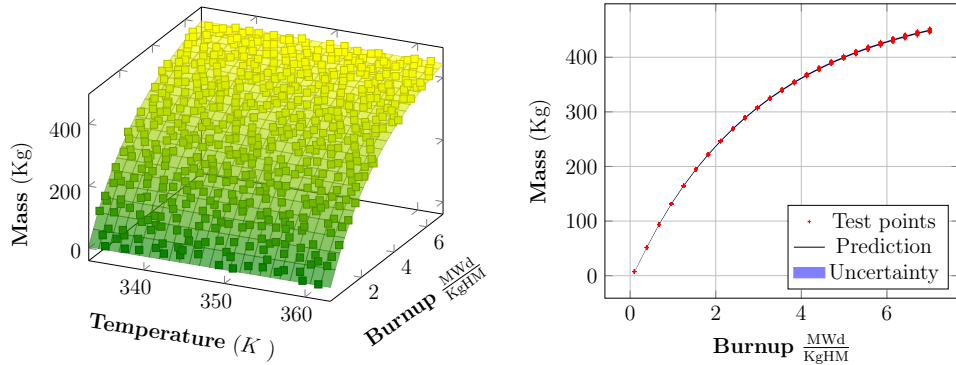 400
200
0
Mass (Kg)
340
350
360
Temperature (K )
2
4
6
Burnup MWd
KgHM
400
300
200
100
0
Mass (Kg)
Test points
Prediction
Uncertainty
0
2
4
6
Burnup MWd
KgHM